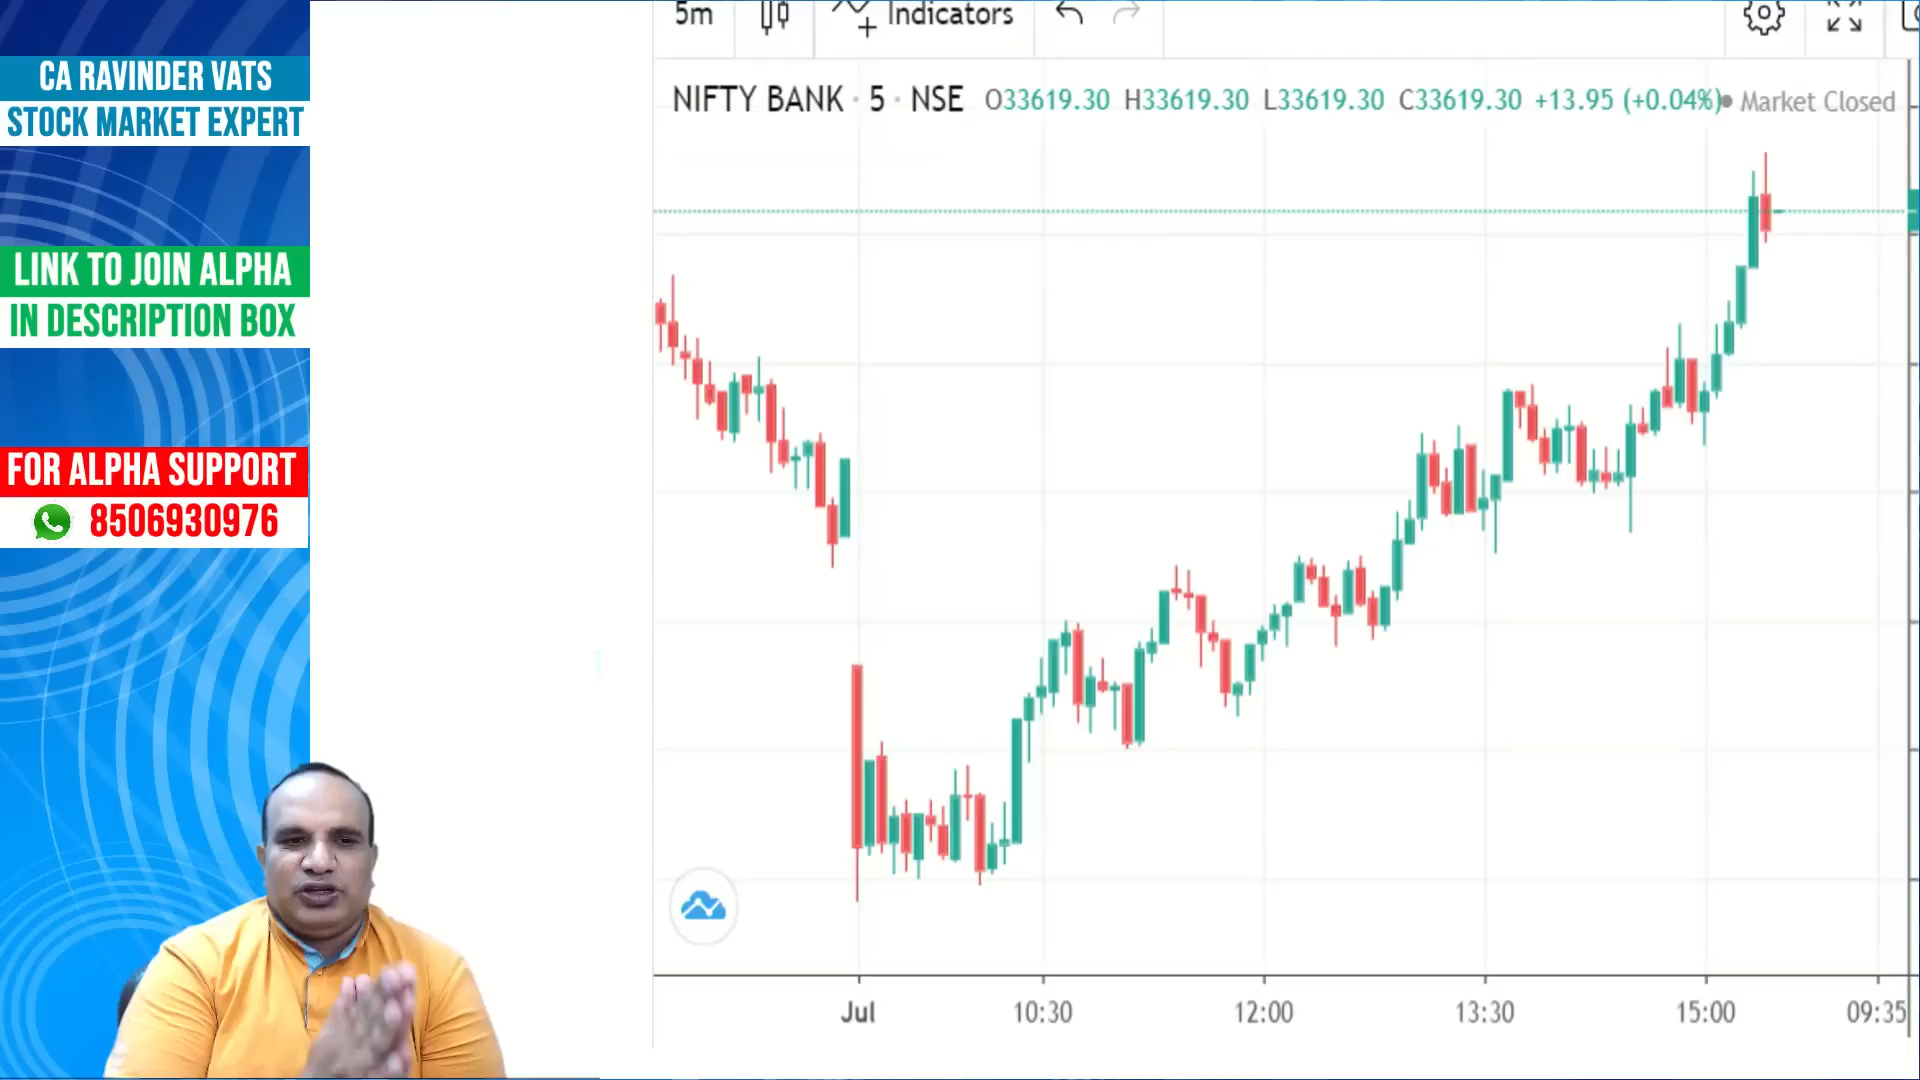 CA RAVINDER VATS
STOCK MARKET EXPERT
LINK TO JOIN ALPHA
IN DESCRIPTION BOX
FOR ALPHA SUPPORT
8506930976
5m Indicators
NIFTY BANK · 5 · NSE O33619.30 H33619.30 L33619.30 C33619.30 +13.95 (+0.04%) Market Closed
Jul 10:30 12:00 13:30 15:00 09:35